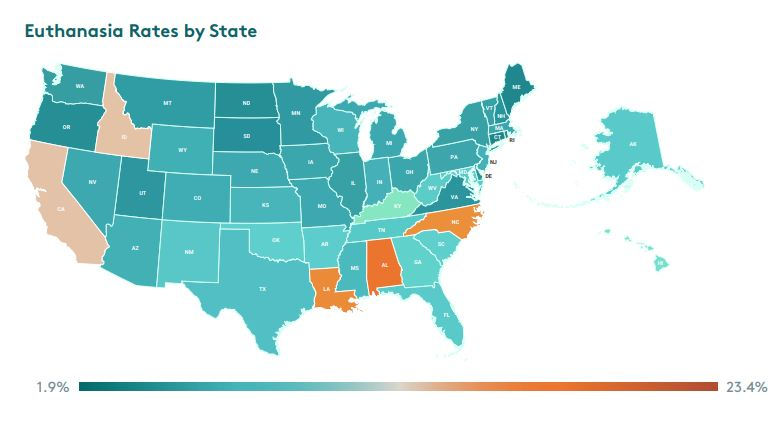 Euthanasia Rates by State
WA
MT
ND
MN
ME
OR
ID
SD
WI
VT
NH
NY
MA
CT
RI
WY
MI
IA
NE
PA
NJ
NV
UT
CO
IL
IN
OH
MD
DE
AK
CA
KS
MO
KY
WV
VA
AZ
NM
OK
AR
TN
NC
TX
LA
MS
AL
GA
SC
FL
HI
1.9%
23.4%